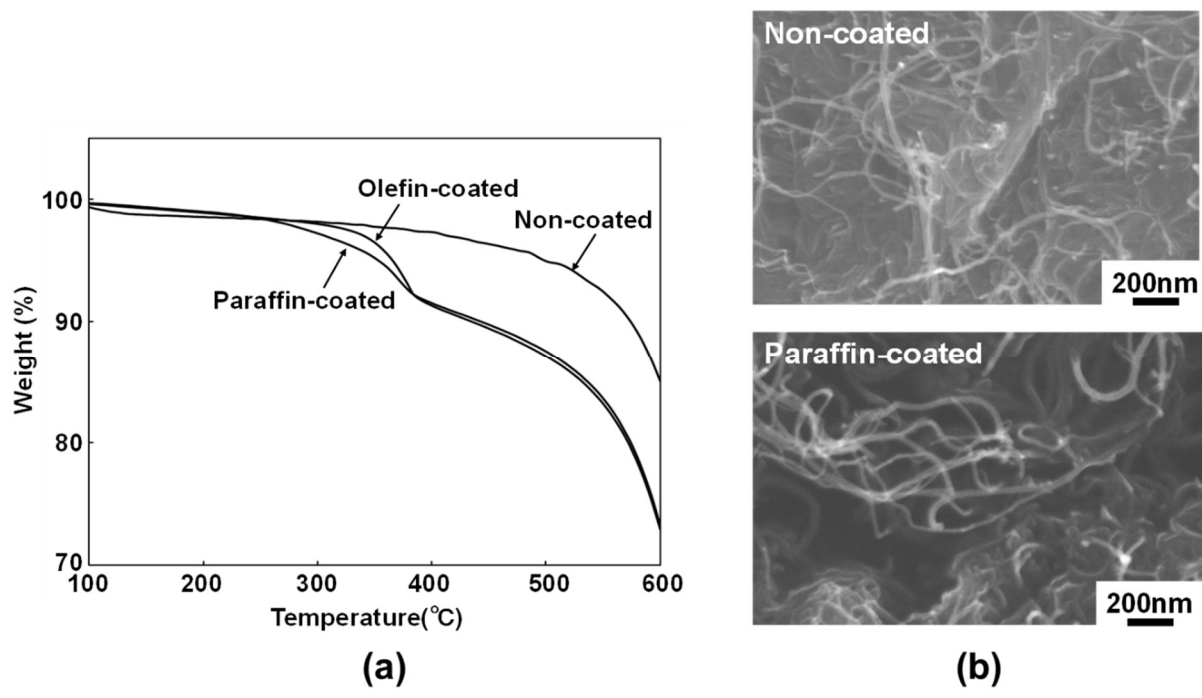 100
90
80
70
100
200
300
400
500
600
Weight (%)
Temperature(°C)
Olefin-coated
Non-coated
Paraffin-coated
(a)
Non-coated
200nm
Paraffin-coated
200nm
(b)